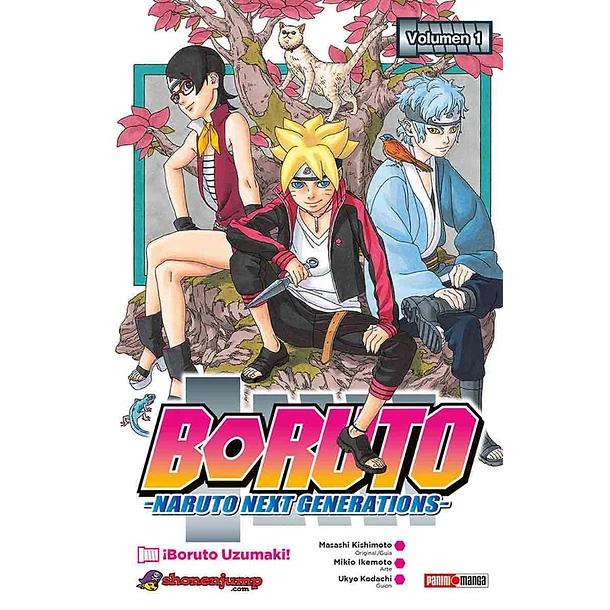 Volumen 1
BORUTO
-NARUTO NEXT GENERATIONS-
¡Boruto Uzumaki!
Masashi Kishimoto
Original/Guía
Mikio Ikemoto
Arte
Ukyo Kodachi
Guion
shonenjump
.com
PANINI MANGA